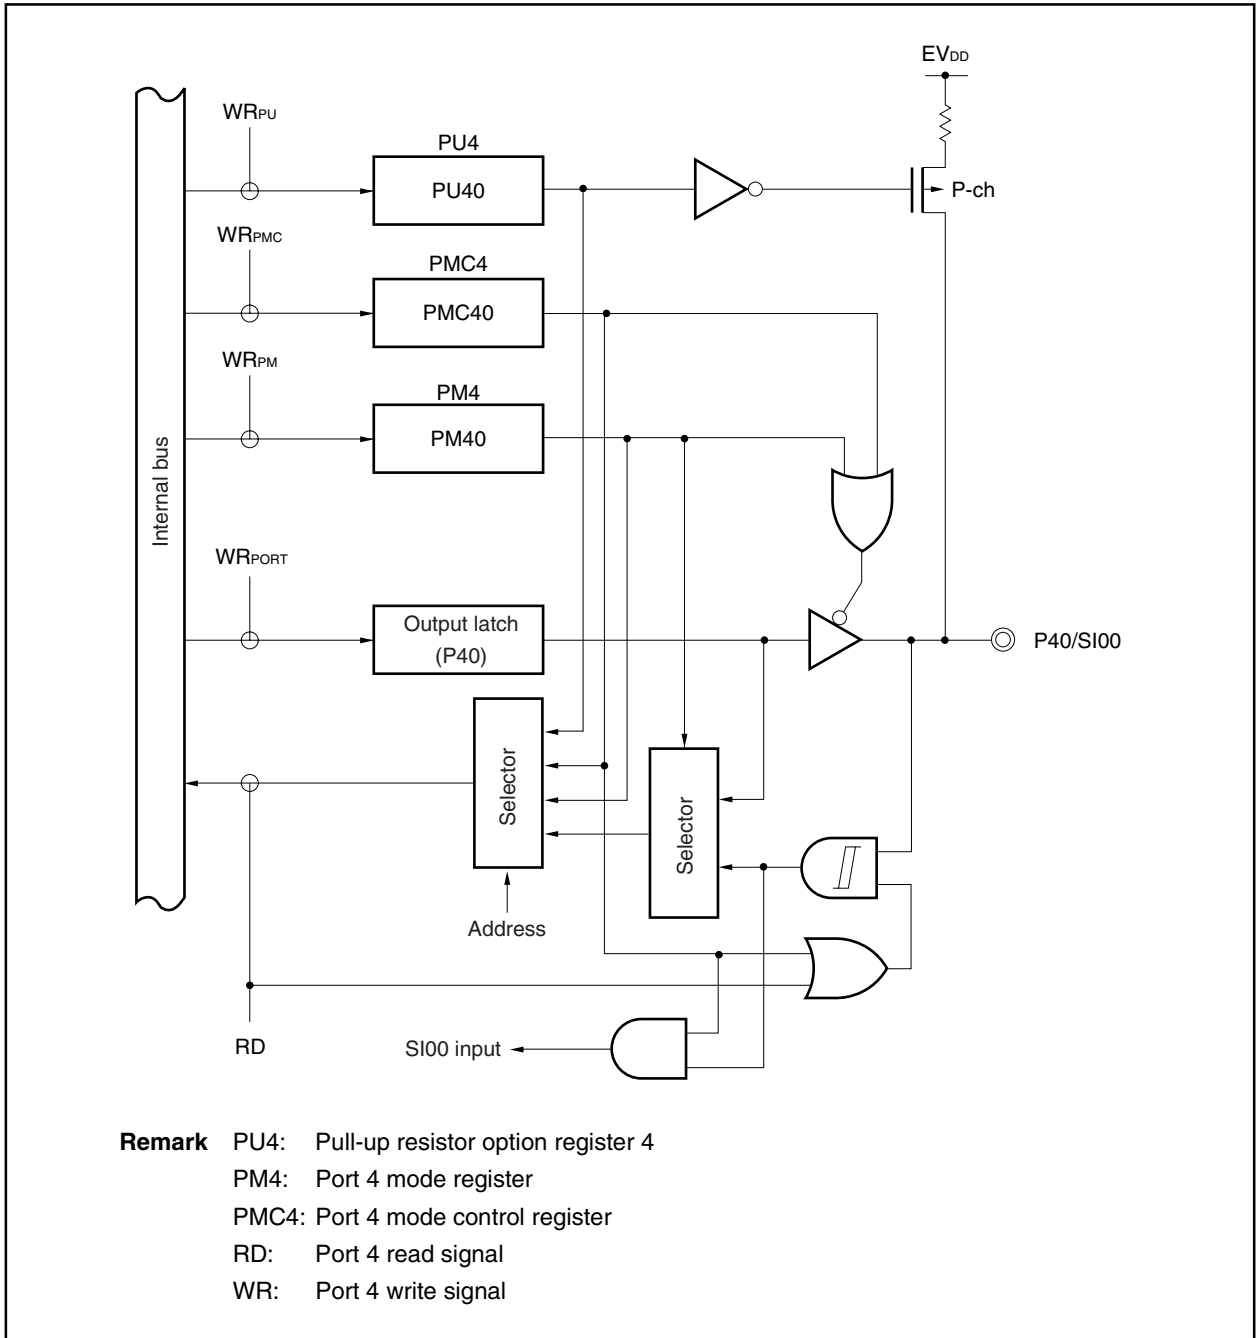 EVDD
WRPU
PU4
PU40
P-ch
WRPMC
PMC4
PMC40
WRPM
PM4
PM40
Internal bus
WRPORT
Output latch
(P40)
P40/SI00
Selector
Selector
Address
RD
SI00 input
Remark PU4: Pull-up resistor option register 4
PM4: Port 4 mode register
PMC4: Port 4 mode control register
RD: Port 4 read signal
WR: Port 4 write signal